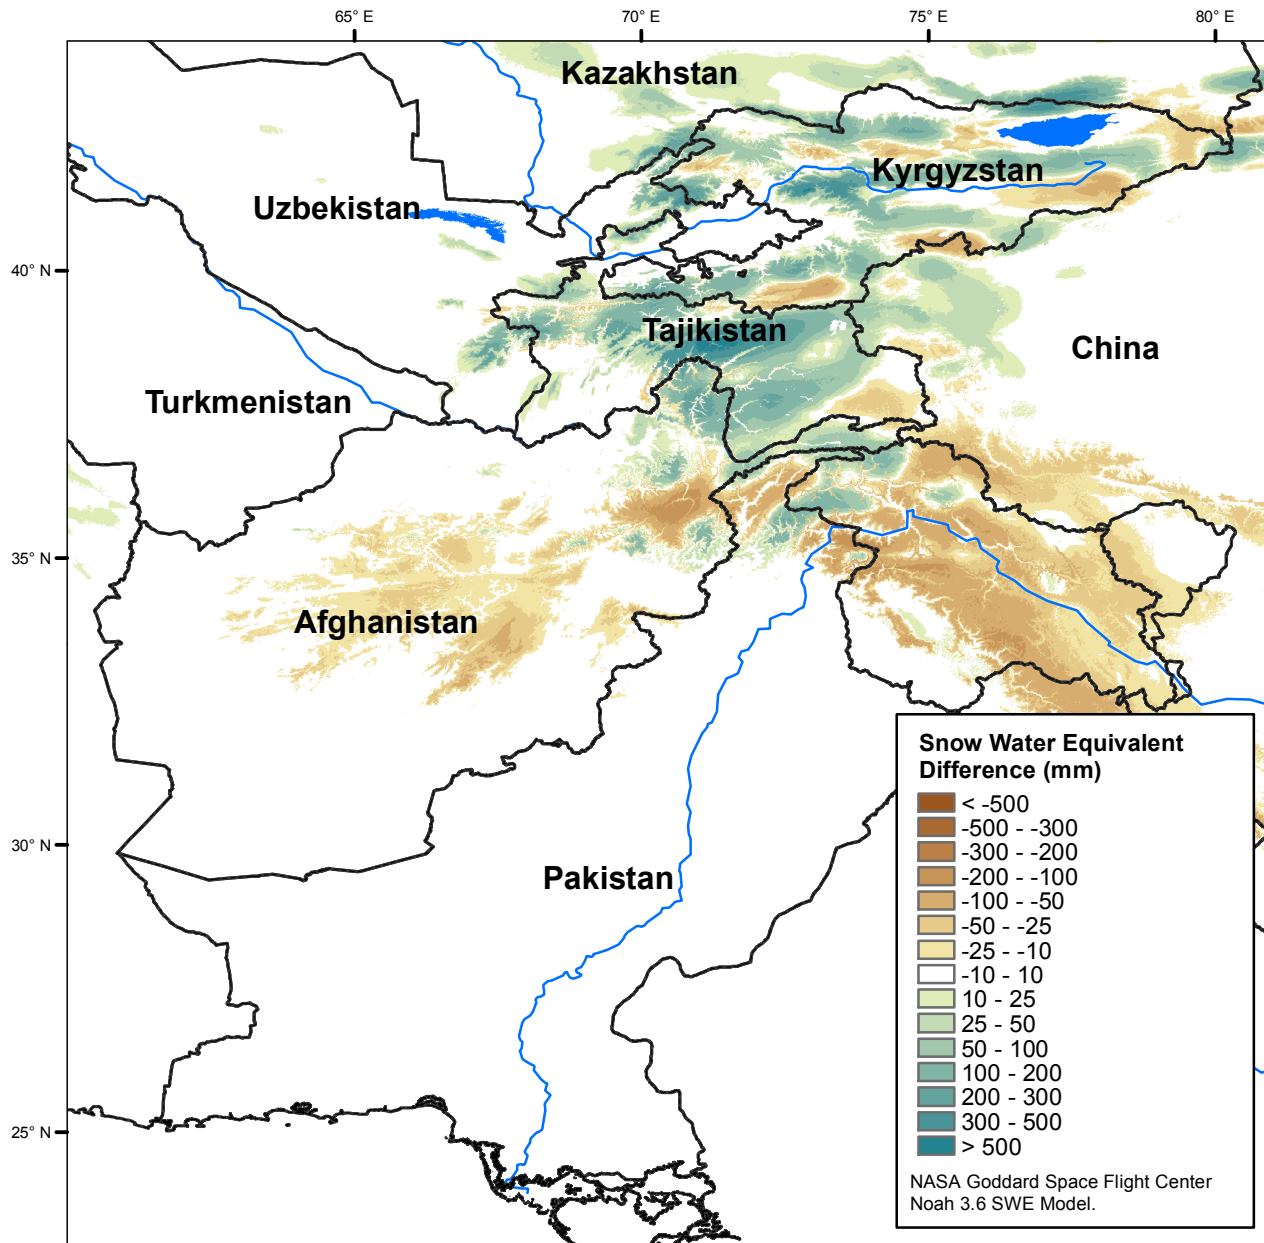 65° E
70° E
75° E
80° E
Kazakhstan
Kyrgyzstan
Uzbekistan
40° N
Tajikistan
China
Turkmenistan
35° N
Afghanistan
Snow Water Equivalent
Difference (mm)
< -500
-500 - -300
-300 - -200
-200 - -100
-100 - -50
-50 - -25
-25 - -10
-10 - 10
10 - 25
25 - 50
50 - 100
100 - 200
200 - 300
300 - 500
> 500
NASA Goddard Space Flight Center
Noah 3.6 SWE Model.
30° N
Pakistan
25° N